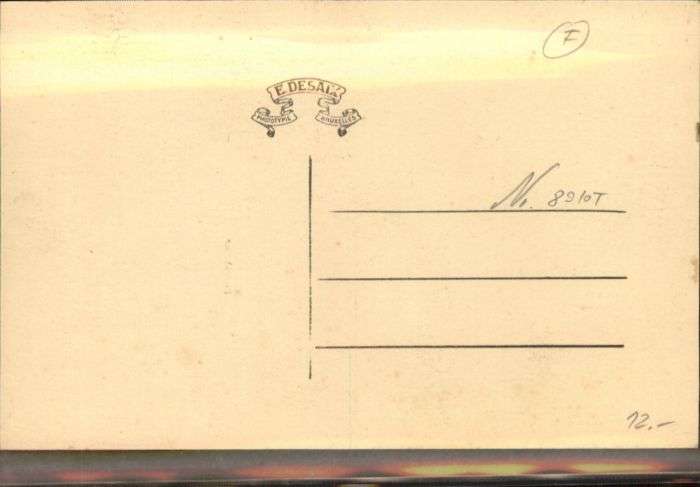 F
E. DESAIX
PHOTOTYPIE BRUXELLES
N. 8910T
12.-